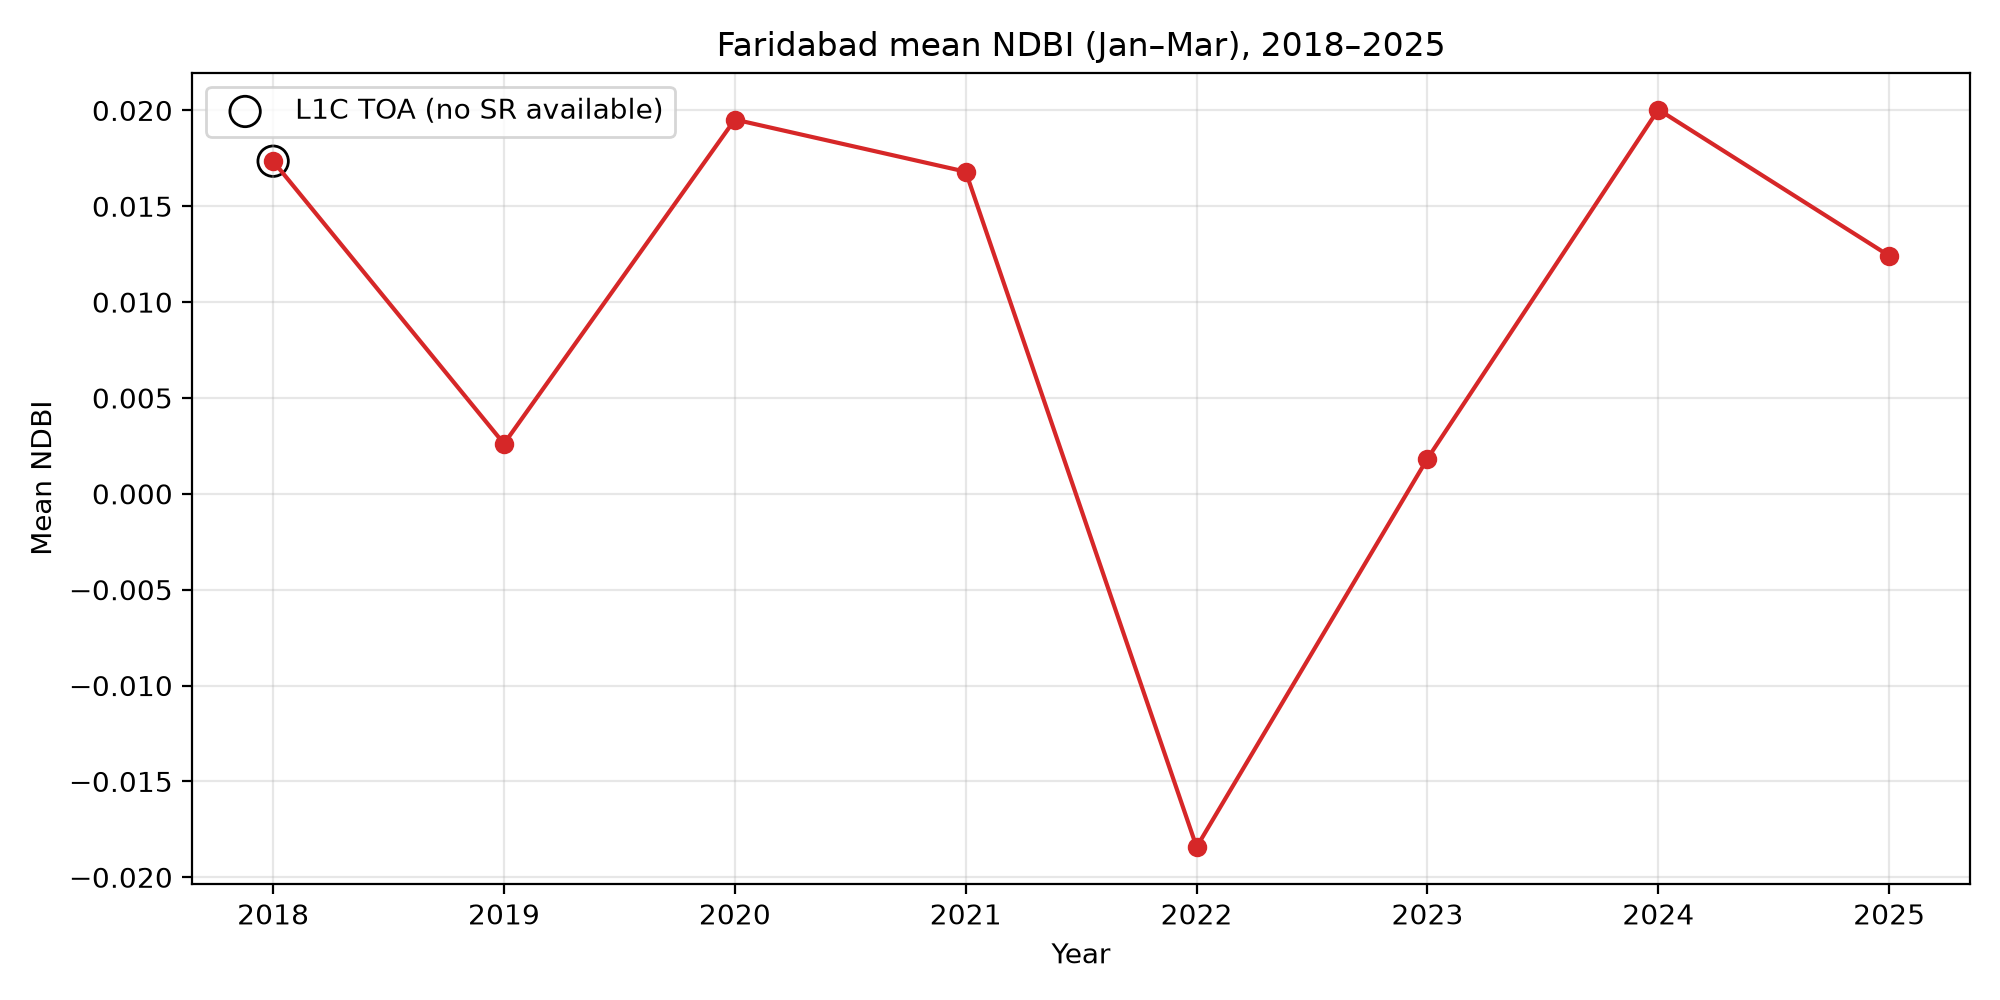 Faridabad mean NDBI (Jan–Mar), 2018–2025
L1C TOA (no SR available)
0.020
0.015
0.010
0.005
0.000
−0.005
−0.010
−0.015
−0.020
Mean NDBI
2018 2019 2020 2021 2022 2023 2024 2025
Year